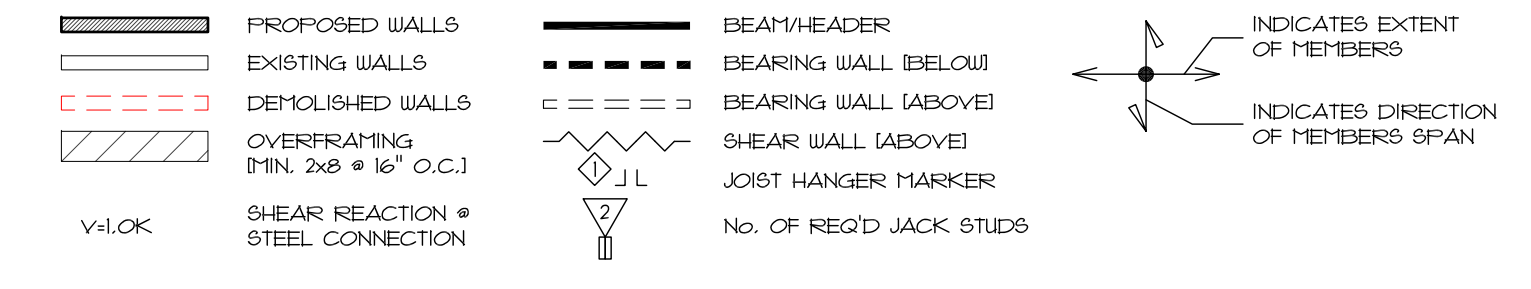 PROPOSED WALLS
EXISTING WALLS
DEMOLISHED WALLS
OVERFRAMING
[MIN. 2x8 @ 16" O.C.]
V=1.0K
SHEAR REACTION @
STEEL CONNECTION
BEAM/HEADER
BEARING WALL [BELOW]
BEARING WALL [ABOVE]
SHEAR WALL [ABOVE]
1
JOIST HANGER MARKER
2
No. OF REQ'D JACK STUDS
INDICATES EXTENT
OF MEMBERS
INDICATES DIRECTION
OF MEMBERS SPAN